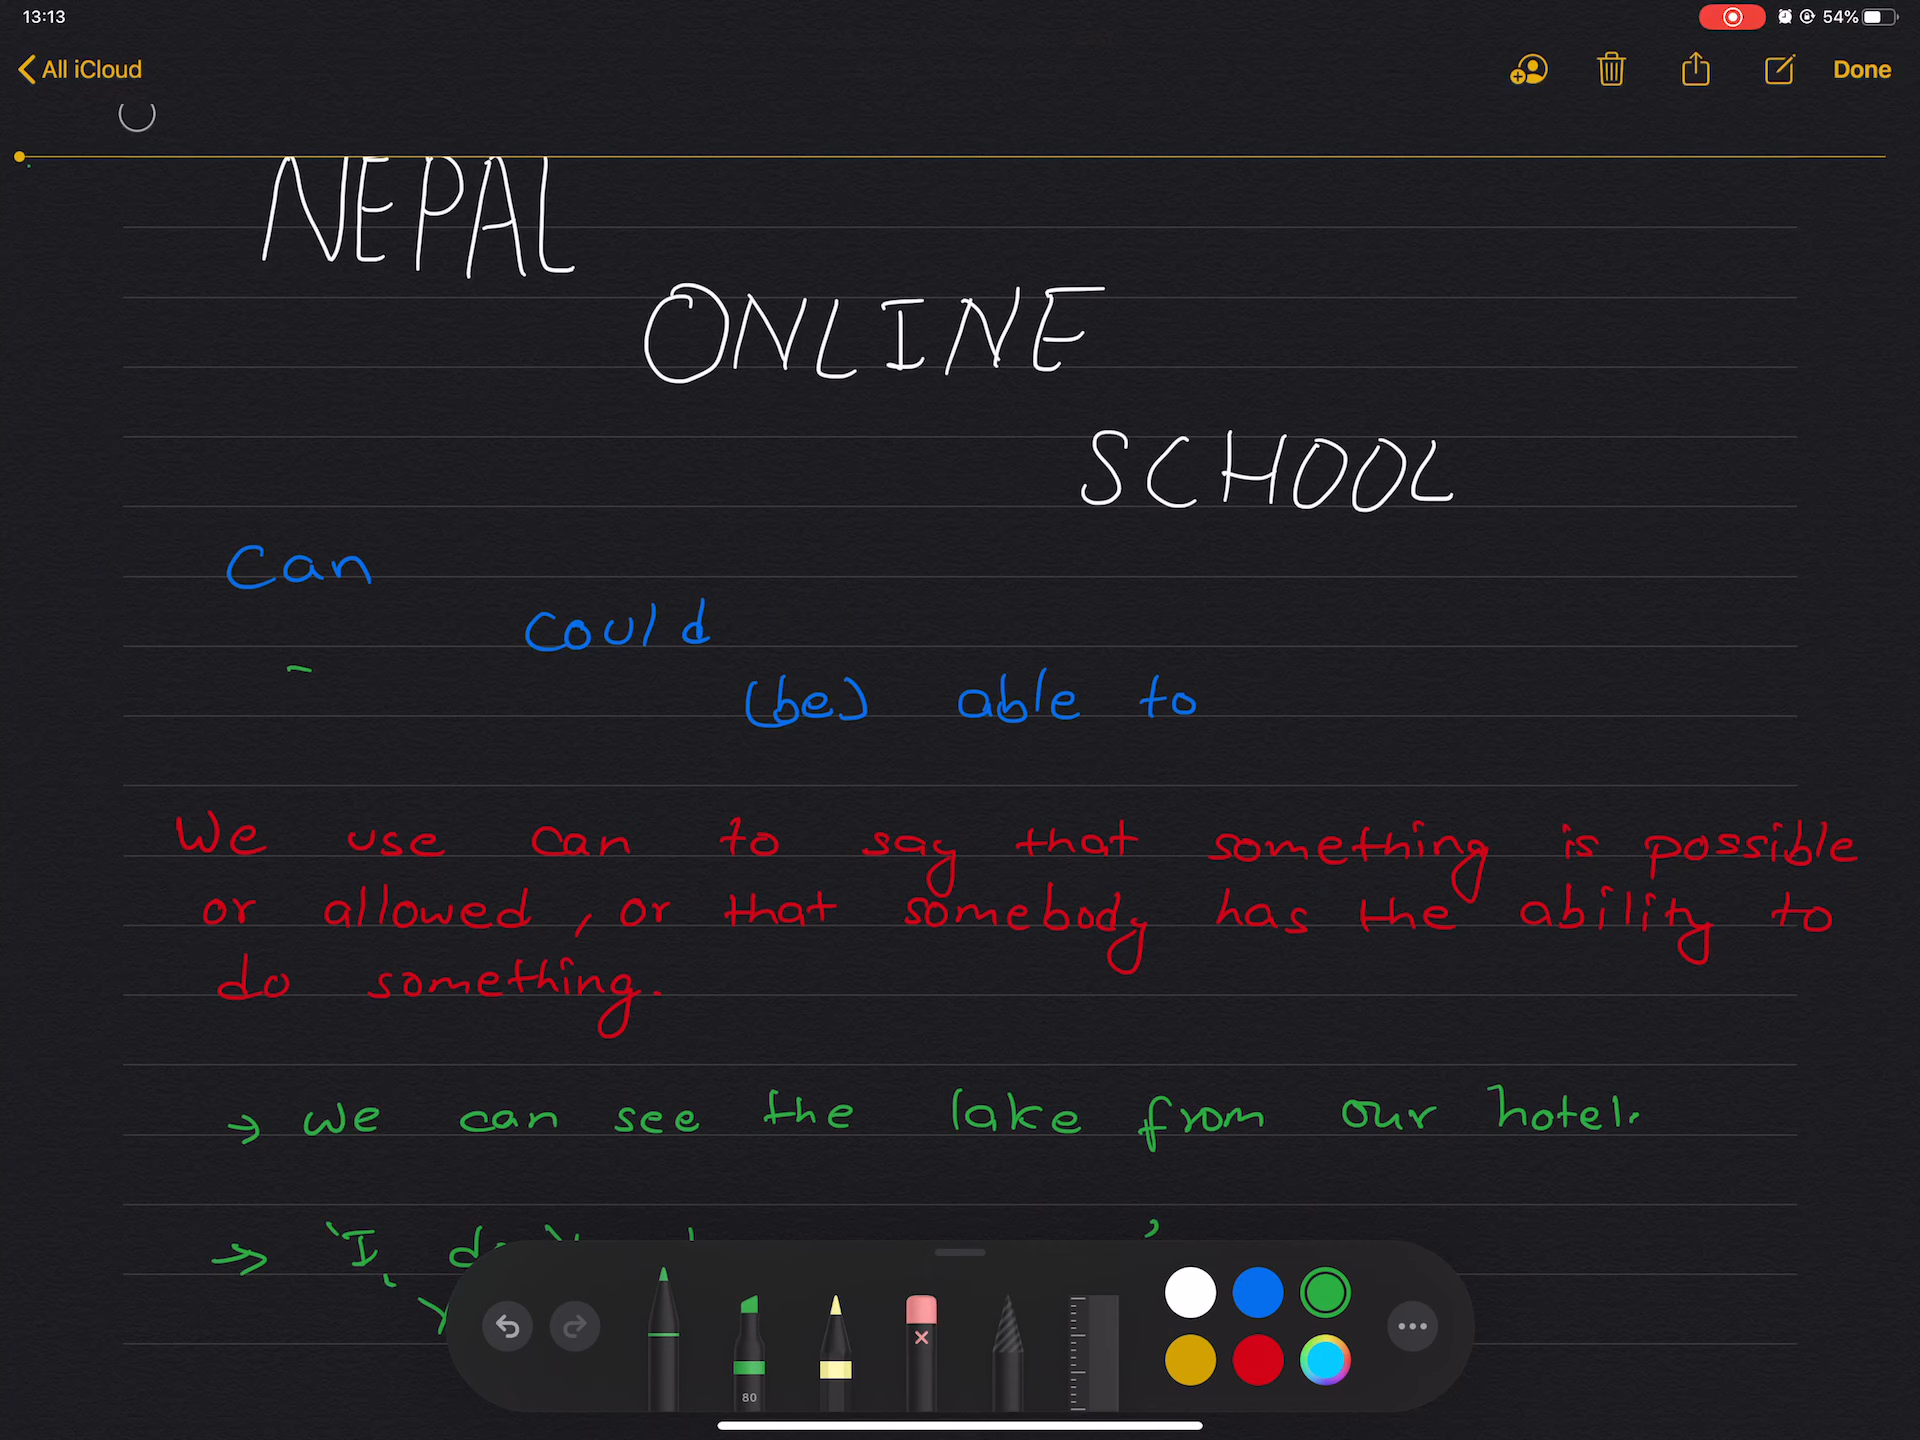 13:13
54%
All iCloud
Done
NEPAL
ONLINE
SCHOOL
Can
could
(be) able to
We use can to say that something is possible
or allowed, or that somebody has the ability to
do something.
→ We can see the lake from our hotel.
→ 'I
80